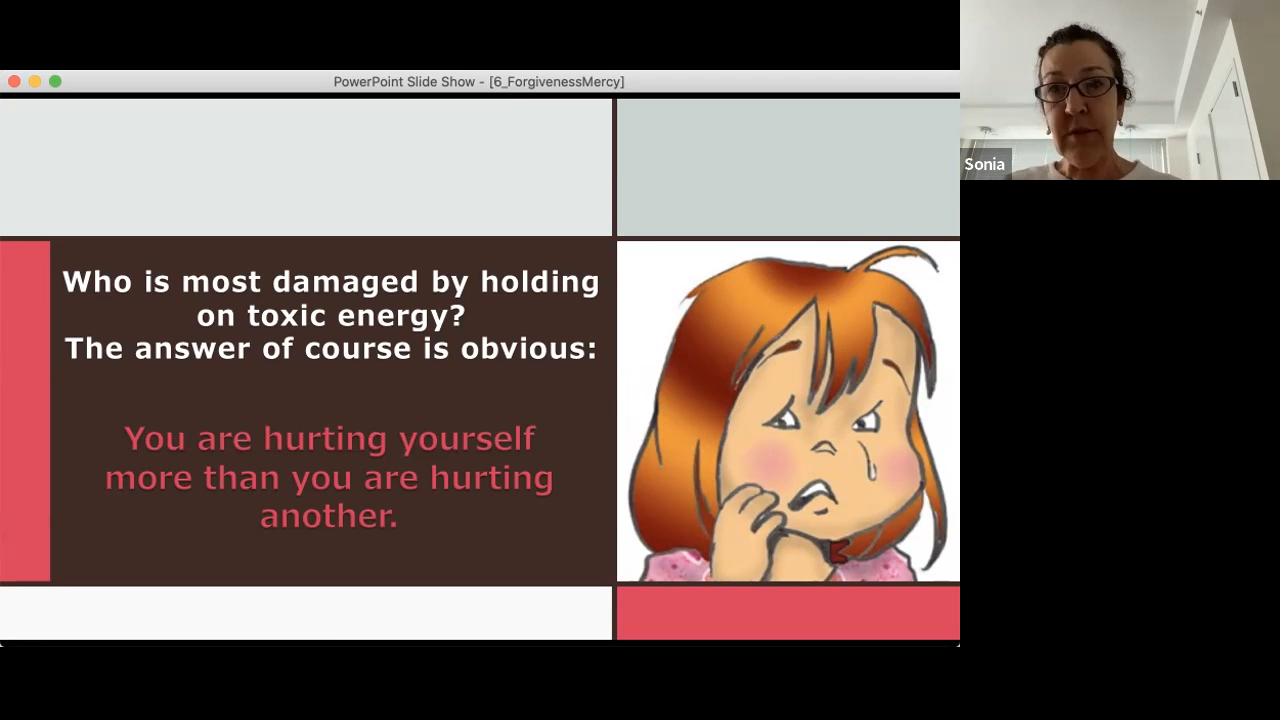 PowerPoint Slide Show - [6_ForgivenessMercy]
Sonia
Who is most damaged by holding
on toxic energy?
The answer of course is obvious:
You are hurting yourself
more than you are hurting
another.